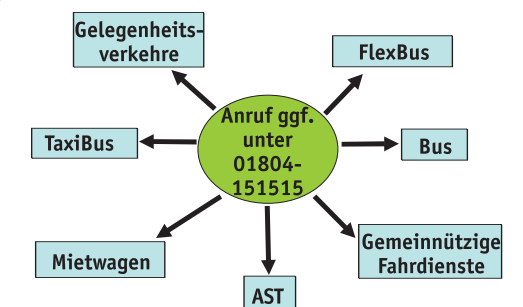 Gelegenheits-
verkehre
FlexBus
Anruf ggf.
unter
01804-
151515
TaxiBus
Bus
Mietwagen
Gemeinnützige
Fahrdienste
AST